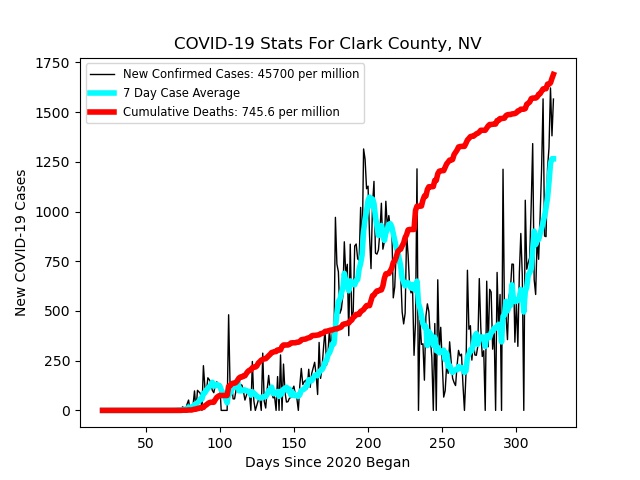 COVID-19 Stats For Clark County, NV
New Confirmed Cases: 45700 per million
7 Day Case Average
Cumulative Deaths: 745.6 per million
New COVID-19 Cases
1750
1500
1250
1000
750
500
250
0
50
100
150
200
250
300
Days Since 2020 Began